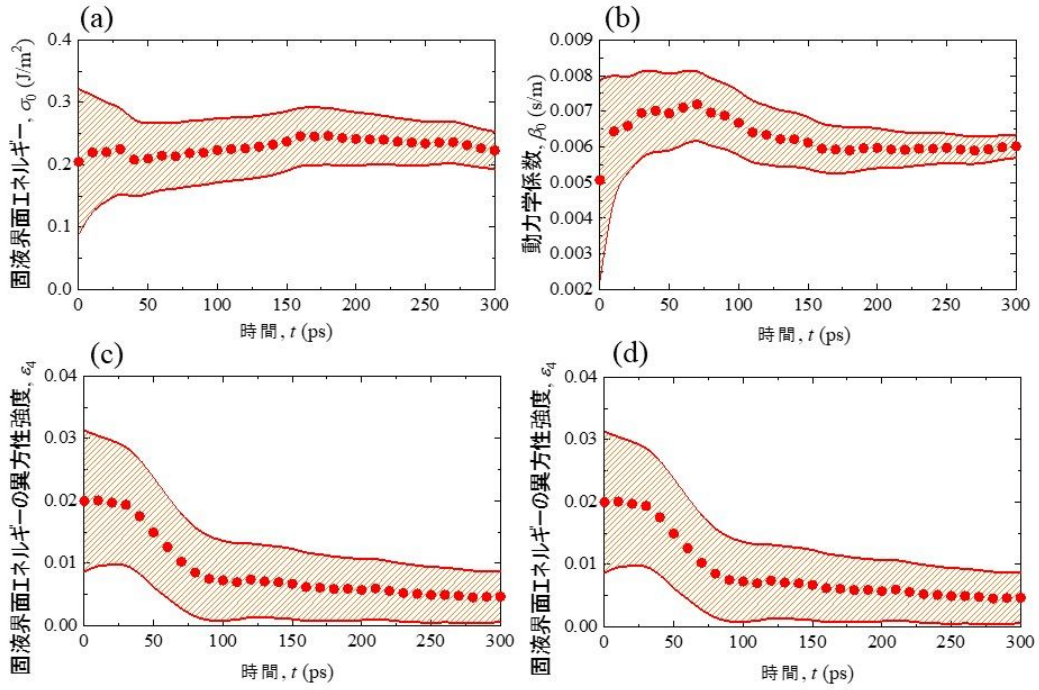 (a)
固液界面エネルギー, σ0 (J/m²)
0.4
0.3
0.2
0.1
0.0
0 50 100 150 200 250 300
時間, t (ps)
(b)
動力学係数, β0 (s/m)
0.009
0.008
0.007
0.006
0.005
0.004
0.003
0.002
0 50 100 150 200 250 300
時間, t (ps)
(c)
固液界面エネルギーの異方性強度, ε4
0.04
0.03
0.02
0.01
0.00
0 50 100 150 200 250 300
時間, t (ps)
(d)
固液界面エネルギーの異方性強度, ε4
0.04
0.03
0.02
0.01
0.00
0 50 100 150 200 250 300
時間, t (ps)